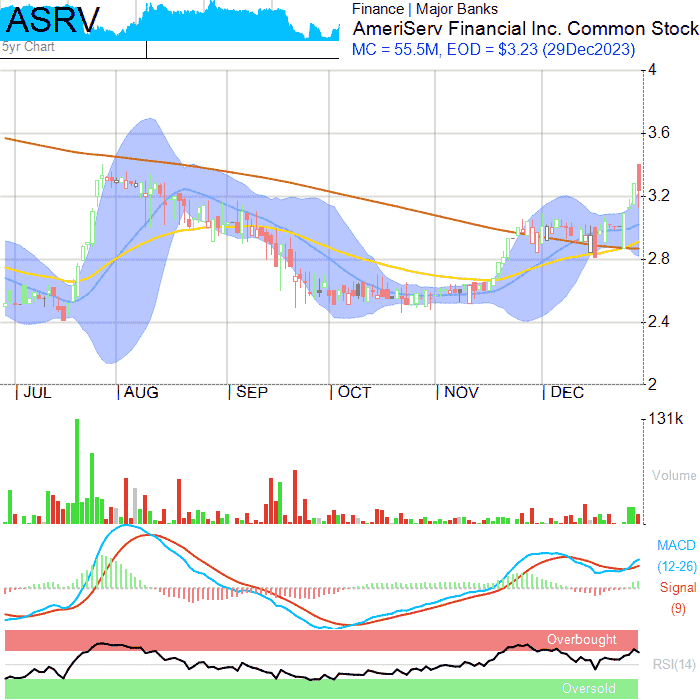 ASRV
5yr Chart
Finance | Major Banks
AmeriServ Financial Inc. Common Stock
MC = 55.5M, EOD = $3.23 (29Dec2023)
4
3.6
3.2
2.8
2.4
2
JUL AUG SEP OCT NOV DEC
131k
Volume
MACD
(12-26)
Signal
(9)
Overbought
RSI(14)
Oversold